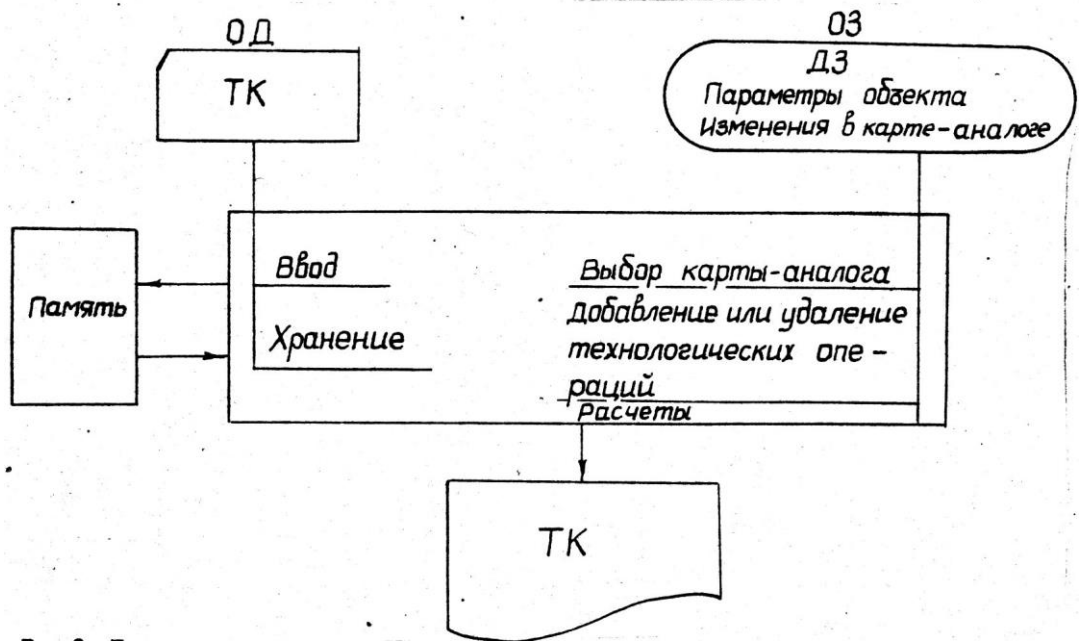 ОД
ТК
ОЗ
ДЗ
Параметры объекта
Изменения в карте-аналоге
Память
Ввод
Хранение
Выбор карты-аналога
Добавление или удаление
технологических опе-
раций
Расчеты
ТК